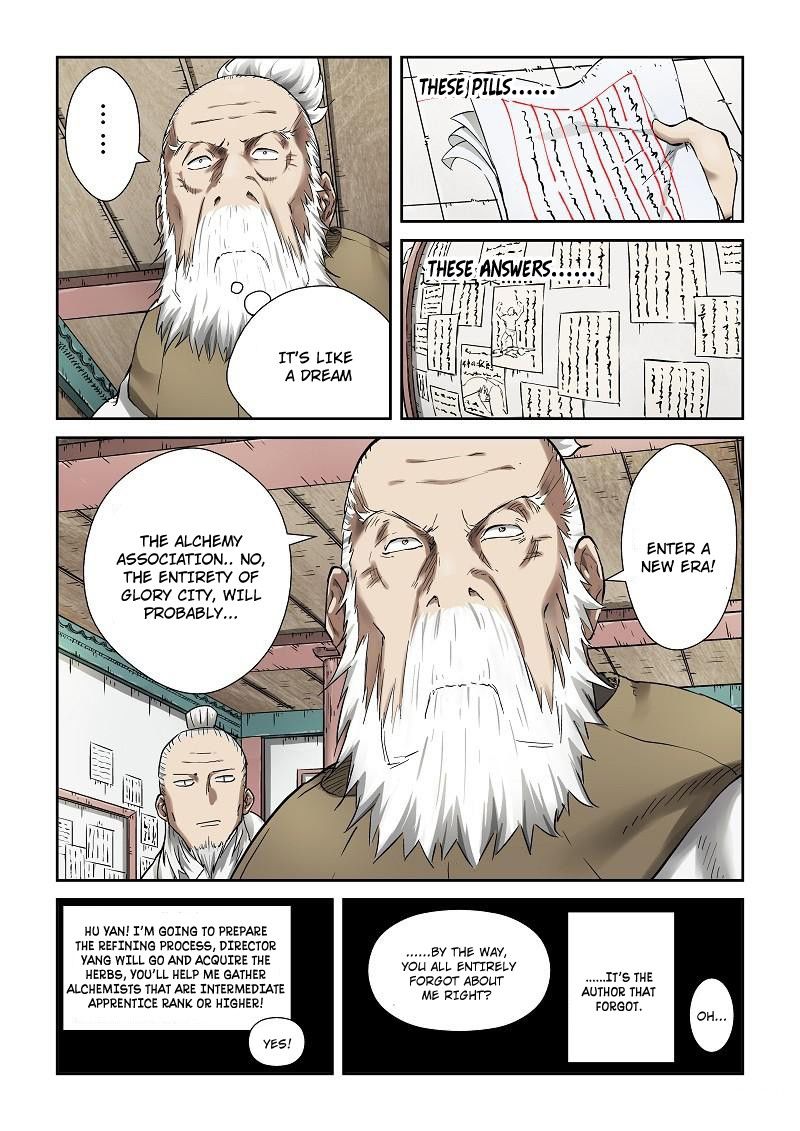 ......
IT'S LIKE
A DREAM
THESE PILLS......
THESE ANSWERS......
THE ALCHEMY
ASSOCIATION.. NO,
THE ENTIRETY OF
GLORY CITY, WILL
PROBABLY...
ENTER A
NEW ERA!
HU YAN! I'M GOING TO PREPARE
THE REFINING PROCESS, DIRECTOR
YANG WILL GO AND ACQUIRE THE
HERBS, YOU'LL HELP ME GATHER
ALCHEMISTS THAT ARE INTERMEDIATE
APPRENTICE RANK OR HIGHER!
YES!
......BY THE WAY,
YOU ALL ENTIRELY
FORGOT ABOUT
ME RIGHT?
......IT'S THE
AUTHOR THAT
FORGOT.
OH...